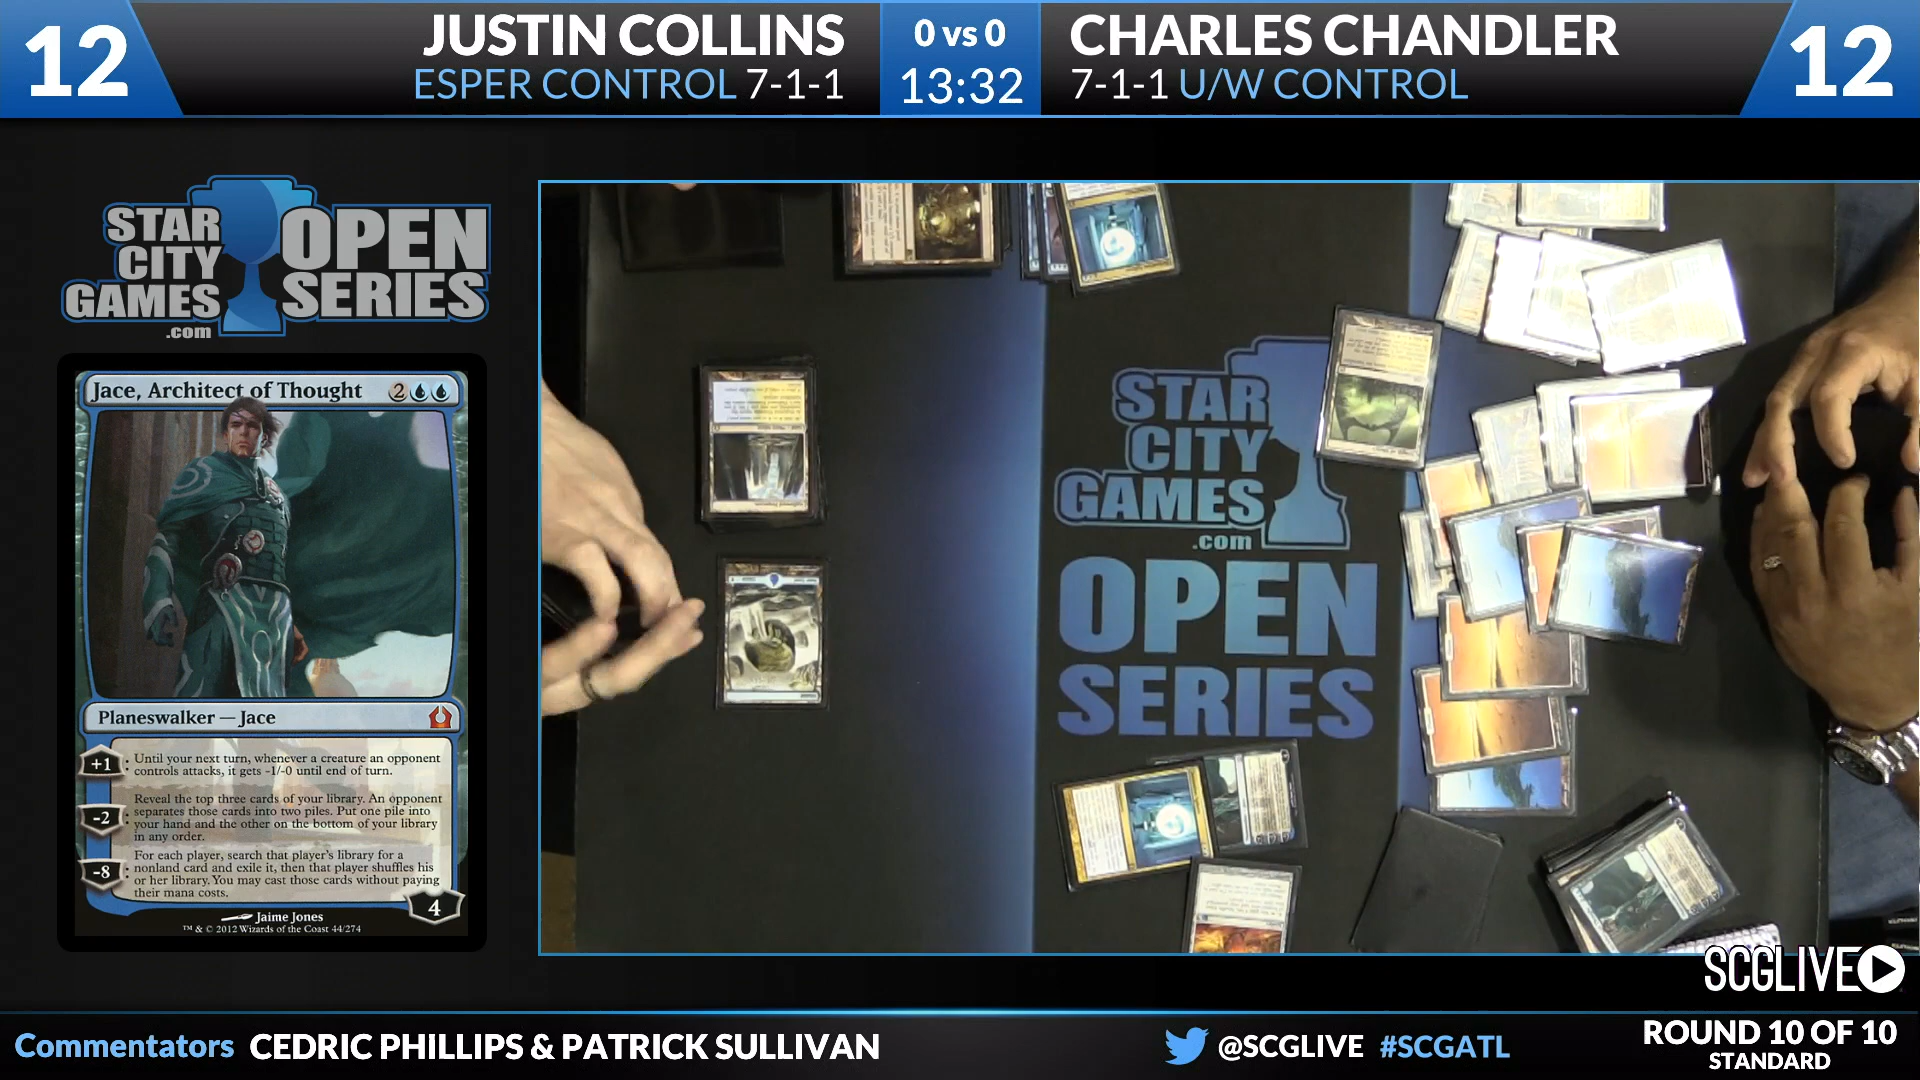 12
JUSTIN COLLINS
ESPER CONTROL 7-1-1
0 vs 0
13:32
CHARLES CHANDLER
7-1-1 U/W CONTROL
12
STAR CITY GAMES .com OPEN SERIES
Jace, Architect of Thought 2
Planeswalker — Jace
+1: Until your next turn, whenever a creature an opponent
controls attacks, it gets -1/-0 until end of turn.
-2: Reveal the top three cards of your library. An opponent
separates those cards into two piles. Put one pile into
your hand and the other on the bottom of your library
in any order.
-8: For each player, search that player's library for a
nonland card and exile it, then that player shuffles his
or her library. You may cast those cards without paying
their mana costs.
4
Jaime Jones
™ & © 2012 Wizards of the Coast 44/274
STAR
CITY
GAMES
.com
OPEN
SERIES
SCGLIVE
Commentators CEDRIC PHILLIPS & PATRICK SULLIVAN
@SCGLIVE #SCGATL
ROUND 10 OF 10
STANDARD